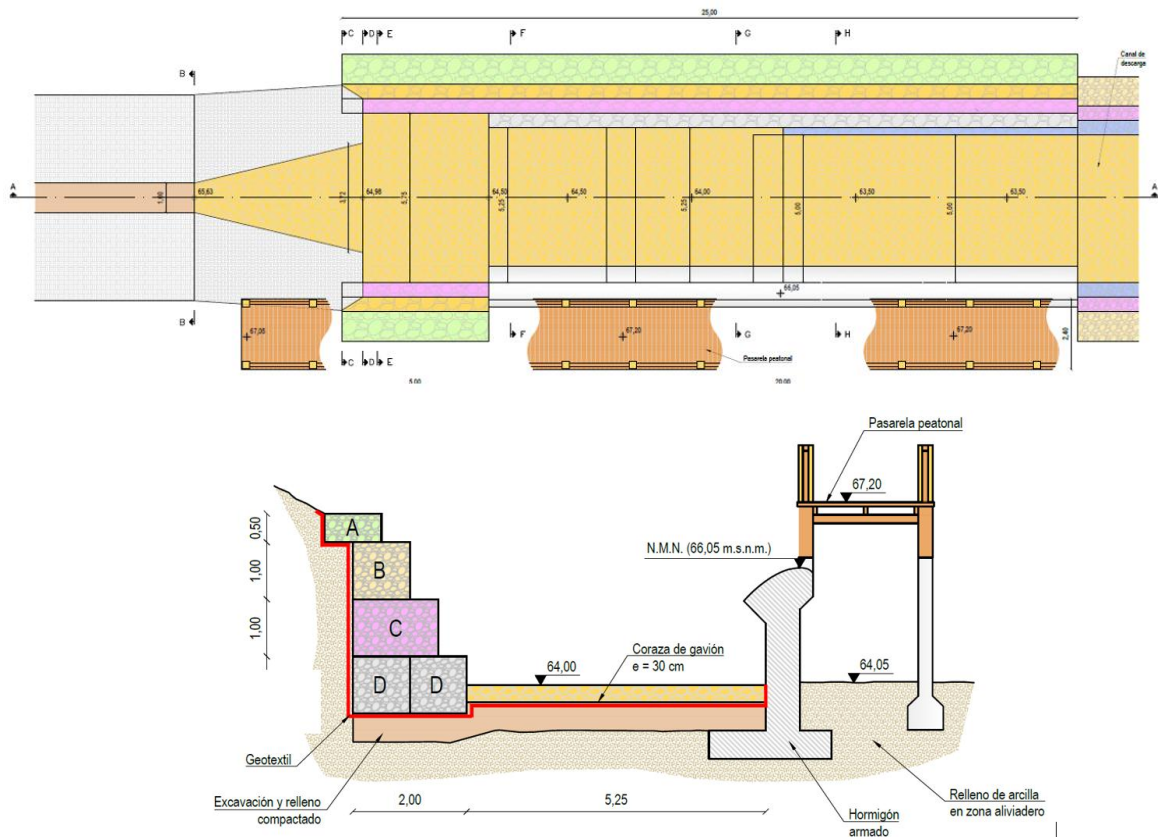 25,00
C
D
E
F
G
H
Canal de
descarga
B
A
1,00
65,63
3,72
64,98
5,75
64,50
5,25
64,50
5,25
64,00
5,00
63,50
5,00
63,50
A
66,05
B
67,05
F
67,20
G
H
67,20
2,40
C
D
E
Pasarela peatonal
5,00
20,00
Pasarela peatonal
67,20
0,50
A
N.M.N. (66,05 m.s.n.m.)
1,00
B
1,00
C
Coraza de gavión
e = 30 cm
64,00
64,05
D
D
Geotextil
Excavación y relleno
compactado
2,00
5,25
Hormigón
armado
Relleno de arcilla
en zona aliviadero